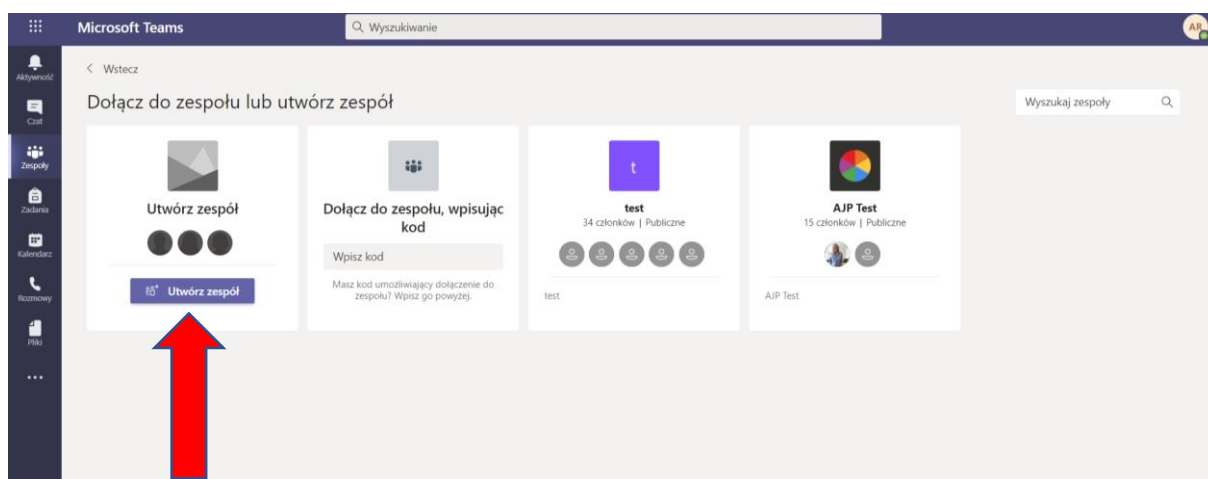 Microsoft Teams
Wyszukiwanie
AR
Aktywność
Czat
Zespoły
Zadania
Kalendarz
Rozmowy
Pliki
Wstecz
Dołącz do zespołu lub utwórz zespół
Wyszukaj zespoły
Utwórz zespół
Utwórz zespół
Dołącz do zespołu, wpisując
kod
Wpisz kod
Masz kod umożliwiający dołączenie do
zespołu? Wpisz go powyżej.
t
test
34 członków | Publiczne
test
AJP Test
15 członków | Publiczne
AJP Test